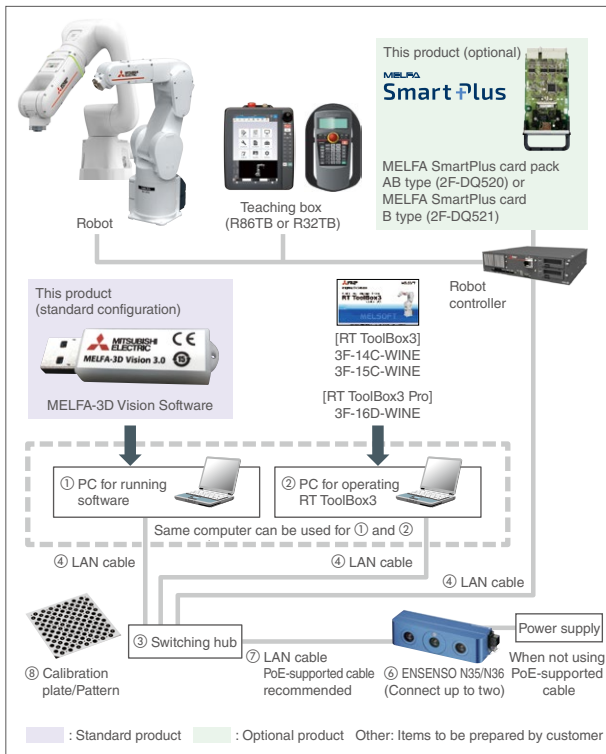 This product (optional)
MELFA
Smart Plus
MELFA SmartPlus card pack
AB type (2F-DQ520) or
MELFA SmartPlus card
B type (2F-DQ521)
Robot
Teaching box
(R86TB or R32TB)
Robot
controller
This product
(standard configuration)
MITSUBISHI
ELECTRIC
MELFA-3D Vision 3.0
CE
15
MELFA-3D Vision Software
RT ToolBox3
MELSOFT
[RT ToolBox3]
3F-14C-WINE
3F-15C-WINE
[RT ToolBox3 Pro]
3F-16D-WINE
① PC for running
software
② PC for operating
RT ToolBox3
Same computer can be used for ① and ②
④ LAN cable
④ LAN cable
④ LAN cable
③ Switching hub
⑧ Calibration
plate/Pattern
⑦ LAN cable
PoE-supported cable
recommended
⑥ ENSENSO N35/N36
(Connect up to two)
Power supply
When not using
PoE-supported
cable
: Standard product
: Optional product
Other: Items to be prepared by customer